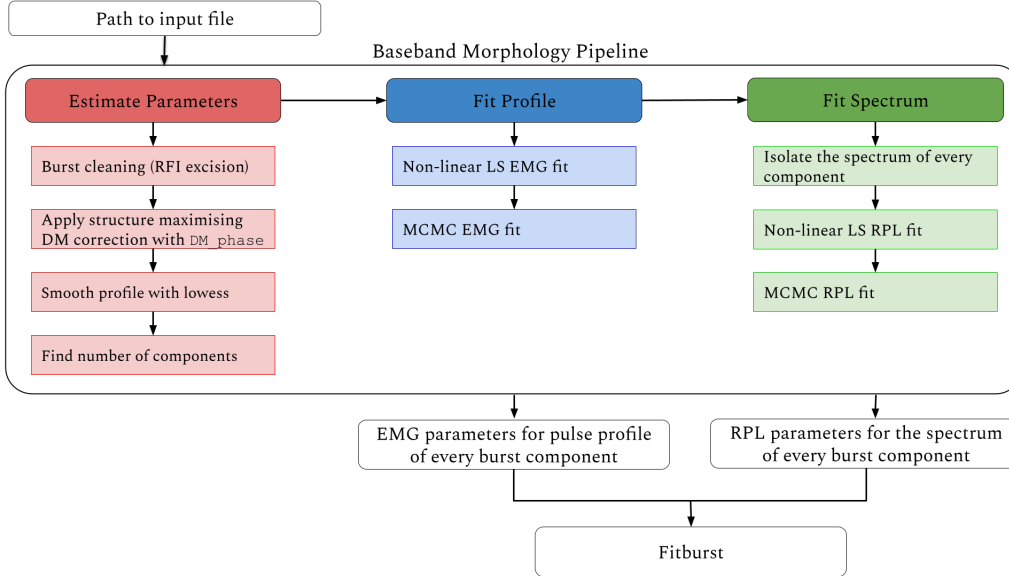 Path to input file
Baseband Morphology Pipeline
Estimate Parameters
Burst cleaning (RFI excision)
Apply structure maximising
DM correction with DM_phase
Smooth profile with lowess
Find number of components
Fit Profile
Non-linear LS EMG fit
MCMC EMG fit
Fit Spectrum
Isolate the spectrum of every
component
Non-linear LS RPL fit
MCMC RPL fit
EMG parameters for pulse profile
of every burst component
RPL parameters for the spectrum
of every burst component
Fitburst